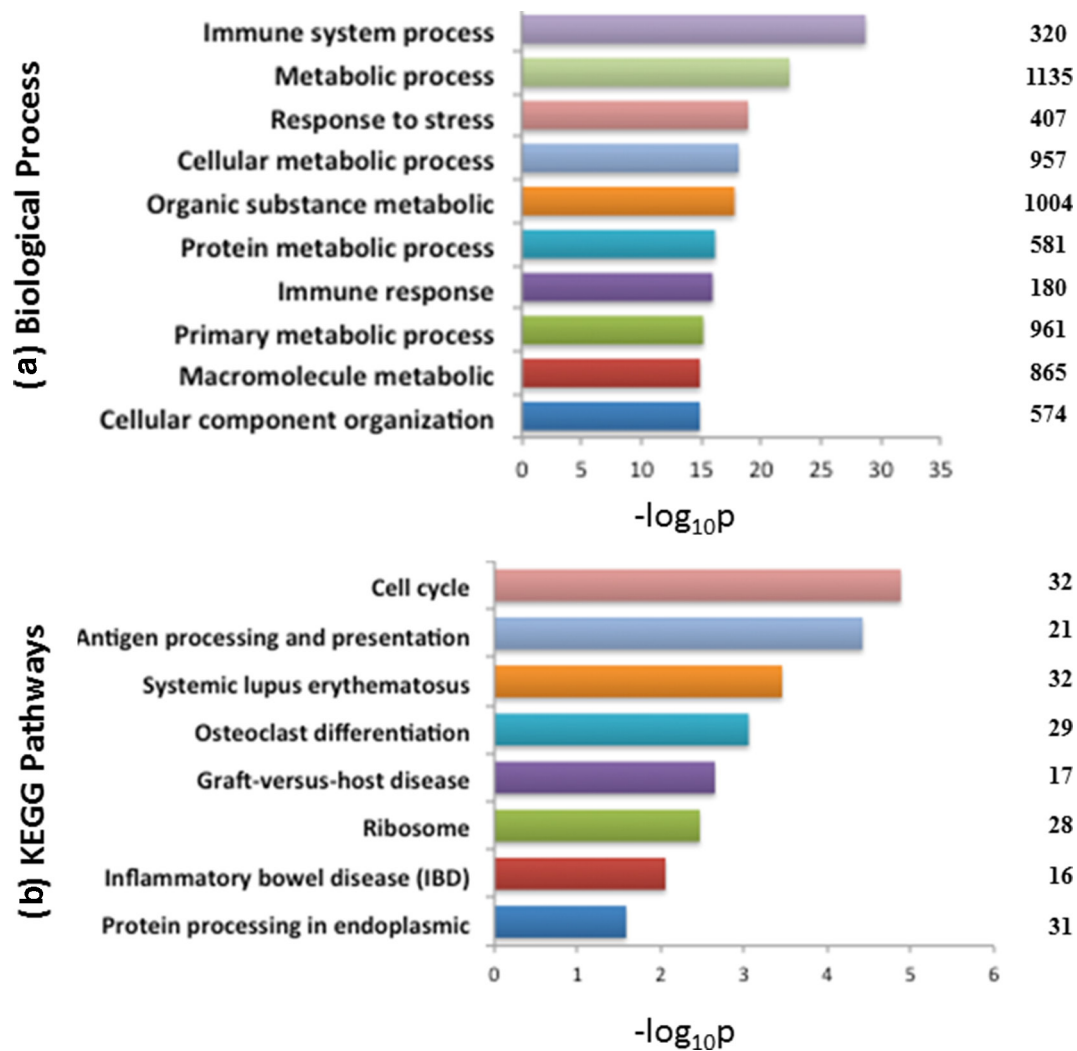 (a) Biological Process
Immune system process 320
Metabolic process 1135
Response to stress 407
Cellular metabolic process 957
Organic substance metabolic 1004
Protein metabolic process 581
Immune response 180
Primary metabolic process 961
Macromolecule metabolic 865
Cellular component organization 574
0 5 10 15 20 25 30 35
-log₁₀p
(b) KEGG Pathways
Cell cycle 32
Antigen processing and presentation 21
Systemic lupus erythematosus 32
Osteoclast differentiation 29
Graft-versus-host disease 17
Ribosome 28
Inflammatory bowel disease (IBD) 16
Protein processing in endoplasmic 31
0 1 2 3 4 5 6
-log₁₀p